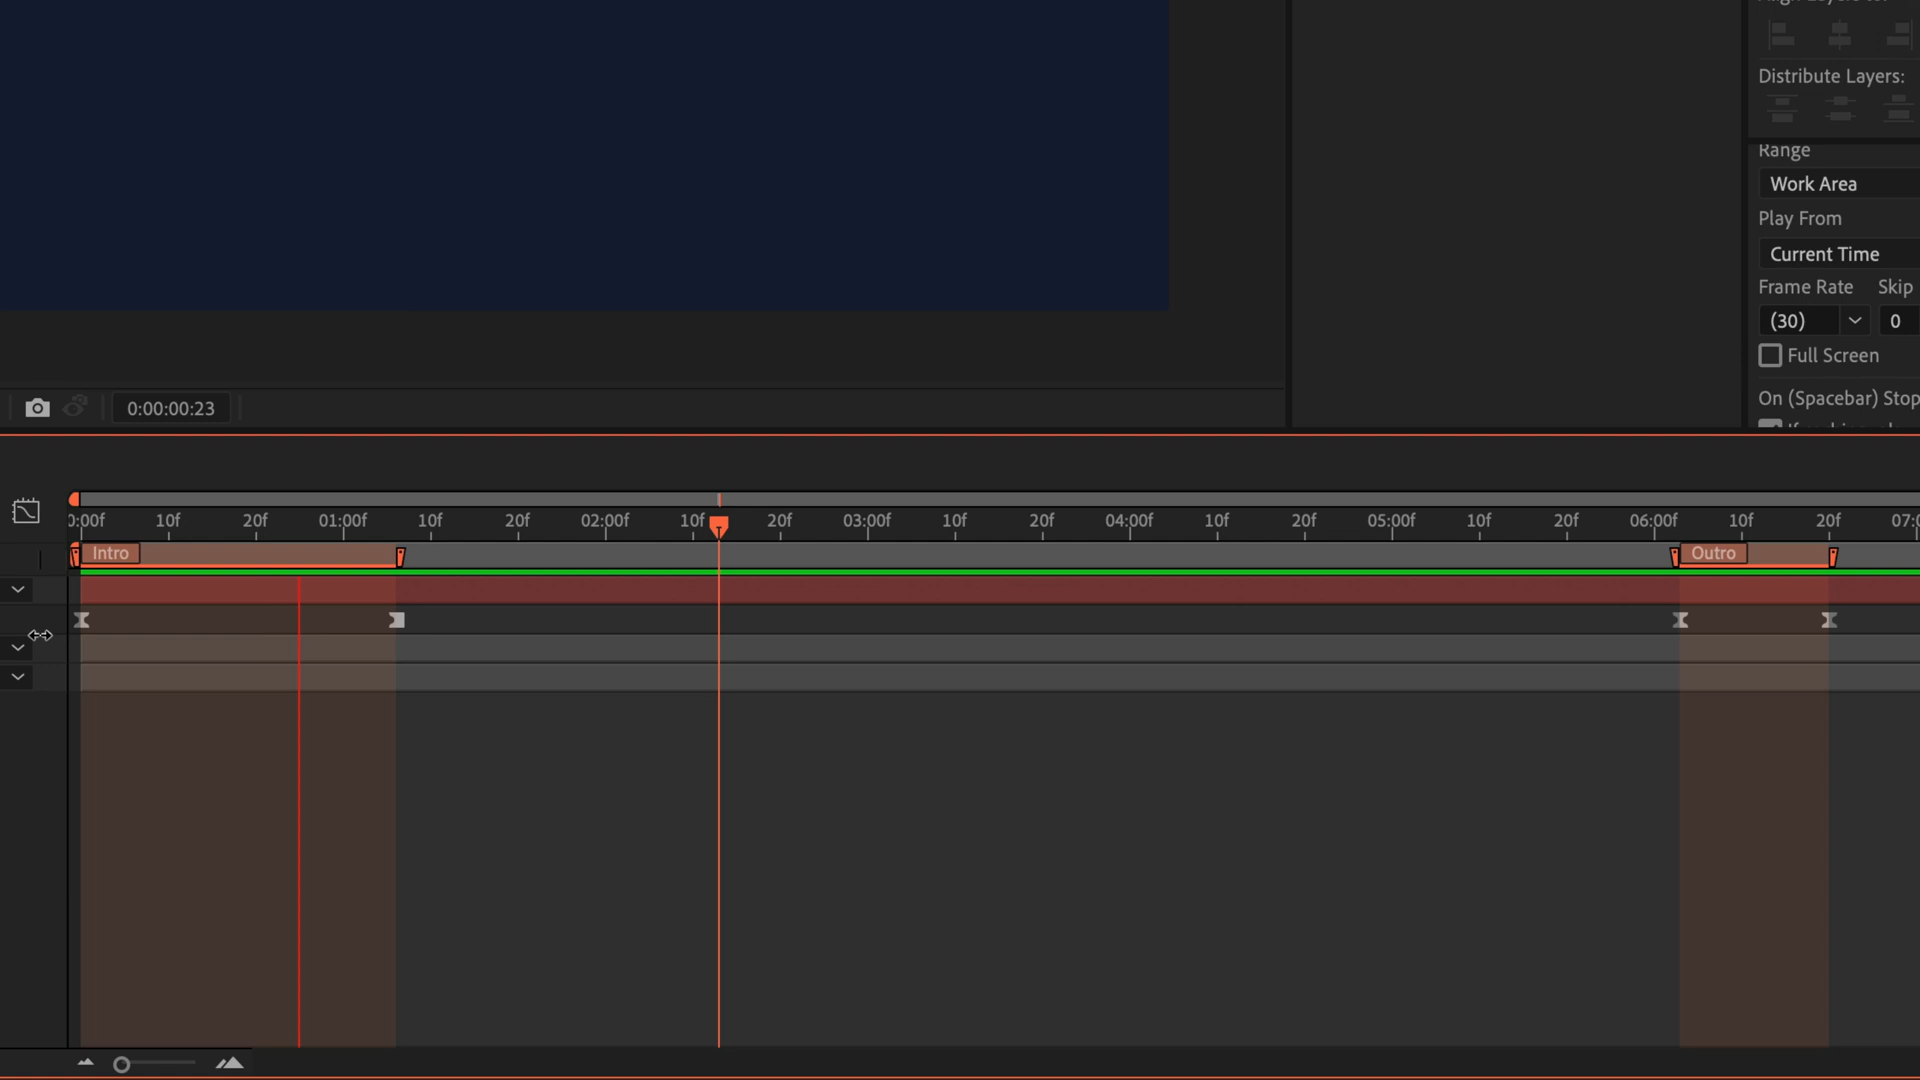 Distribute Layers:
Range
Work Area
Play From
Current Time
Frame Rate Skip
(30) 0
Full Screen
On (Spacebar) Stop
0:00:00:23
0:00f 10f 20f 01:00f 10f 20f 02:00f 10f 20f 03:00f 10f 20f 04:00f 10f 20f 05:00f 10f 20f 06:00f 10f 20f 07:0
Intro Outro